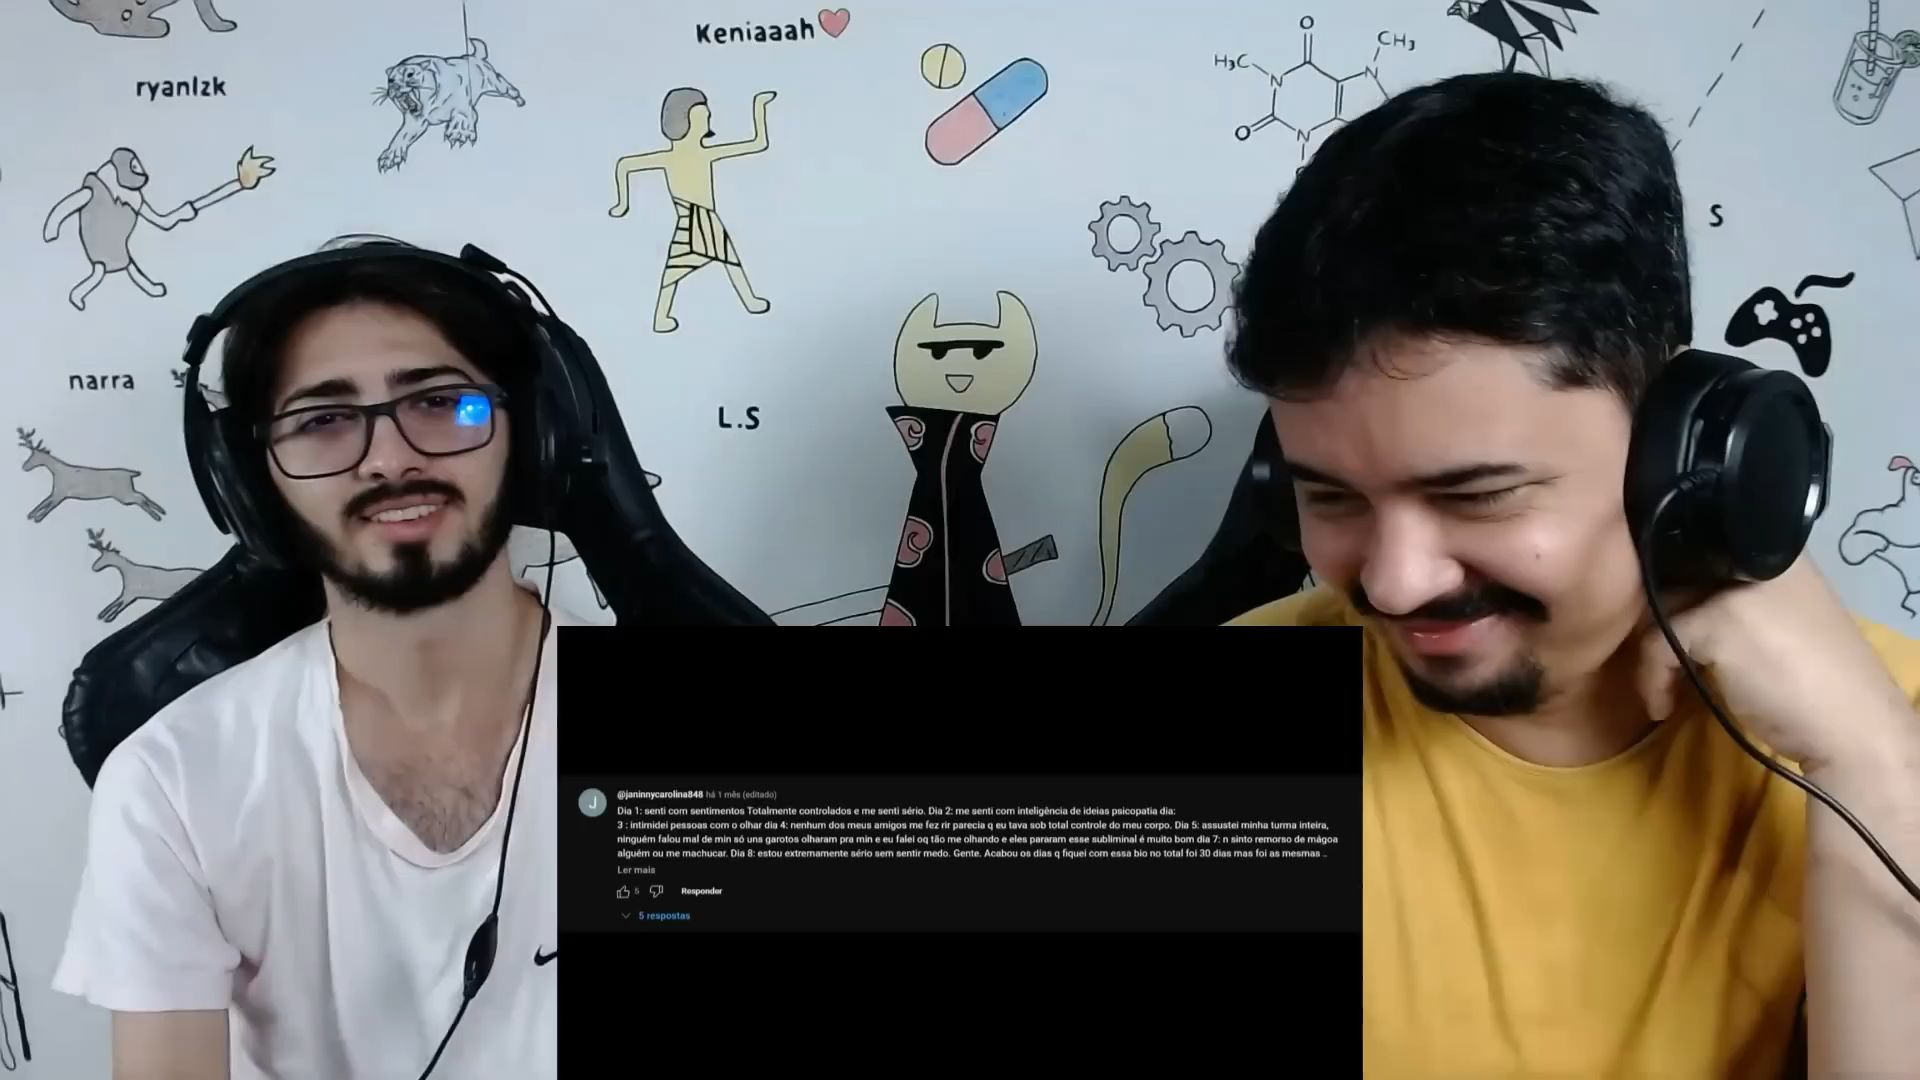 Keniaaah
ryanlzk
O
CH₃
H₃C
N
N
O
N
S
narra
L.S
J
@janinnycarolina848 há 1 mês (editado)
Dia 1: senti com sentimentos Totalmente controlados e me senti sério. Dia 2: me senti com inteligência de ideias psicopatia dia:
3 : intimidei pessoas com o olhar dia 4: nenhum dos meus amigos me fez rir parecia q eu tava sob total controle do meu corpo. Dia 5: assustei minha turma inteira,
ninguém falou mal de min só uns garotos olharam pra min e eu falei oq tão me olhando e eles pararam esse subliminal é muito bom dia 7: n sinto remorso de mágoa
alguém ou me machucar. Dia 8: estou extremamente sério sem sentir medo. Gente. Acabou os dias q fiquei com essa bio no total foi 30 dias mas foi as mesmas ...
Ler mais
5
Responder
5 respostas